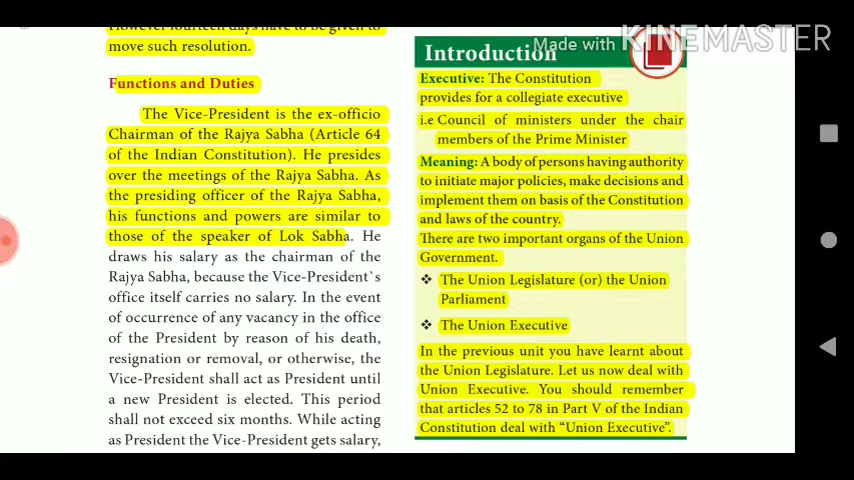 However fourteen days have to be given to
move such resolution.
Functions and Duties
The Vice-President is the ex-officio
Chairman of the Rajya Sabha (Article 64
of the Indian Constitution). He presides
over the meetings of the Rajya Sabha. As
the presiding officer of the Rajya Sabha,
his functions and powers are similar to
those of the speaker of Lok Sabha. He
draws his salary as the chairman of the
Rajya Sabha, because the Vice-President`s
office itself carries no salary. In the event
of occurrence of any vacancy in the office
of the President by reason of his death,
resignation or removal, or otherwise, the
Vice-President shall act as President until
a new President is elected. This period
shall not exceed six months. While acting
as President the Vice-President gets salary,
Introduction
Made with KINEMASTER
Executive: The Constitution
provides for a collegiate executive
i.e Council of ministers under the chair
members of the Prime Minister
Meaning: A body of persons having authority
to initiate major policies, make decisions and
implement them on basis of the Constitution
and laws of the country.
There are two important organs of the Union
Government.
❖ The Union Legislature (or) the Union
Parliament
❖ The Union Executive
In the previous unit you have learnt about
the Union Legislature. Let us now deal with
Union Executive. You should remember
that articles 52 to 78 in Part V of the Indian
Constitution deal with “Union Executive”.